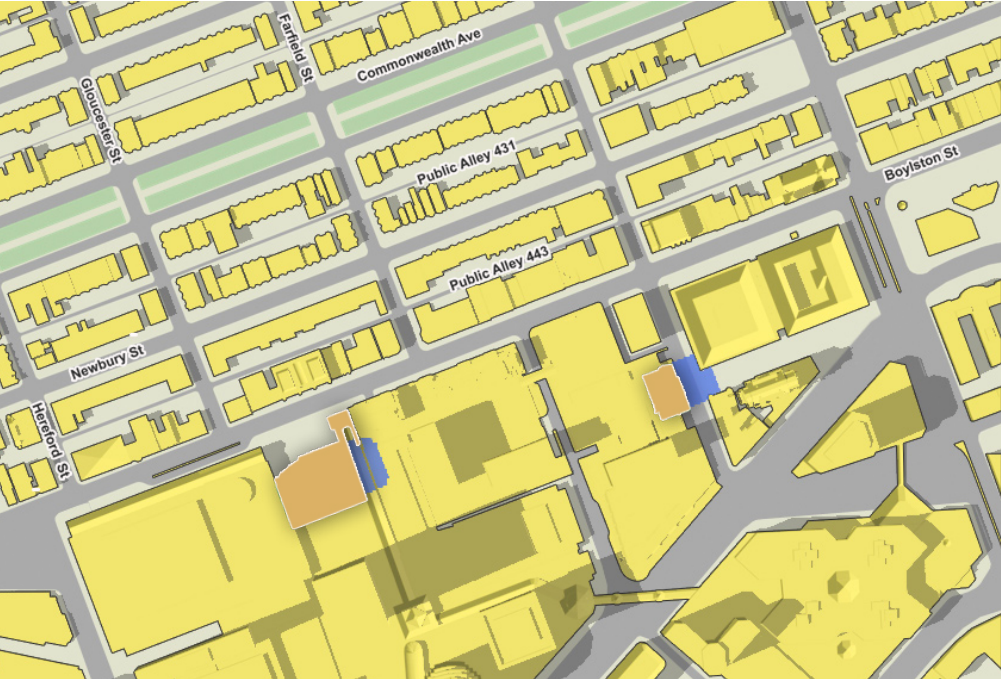 Farfield St
Commonwealth Ave
Gloucester St
Public Alley 431
Boylston St
Public Alley 443
Newbury St
Hereford St